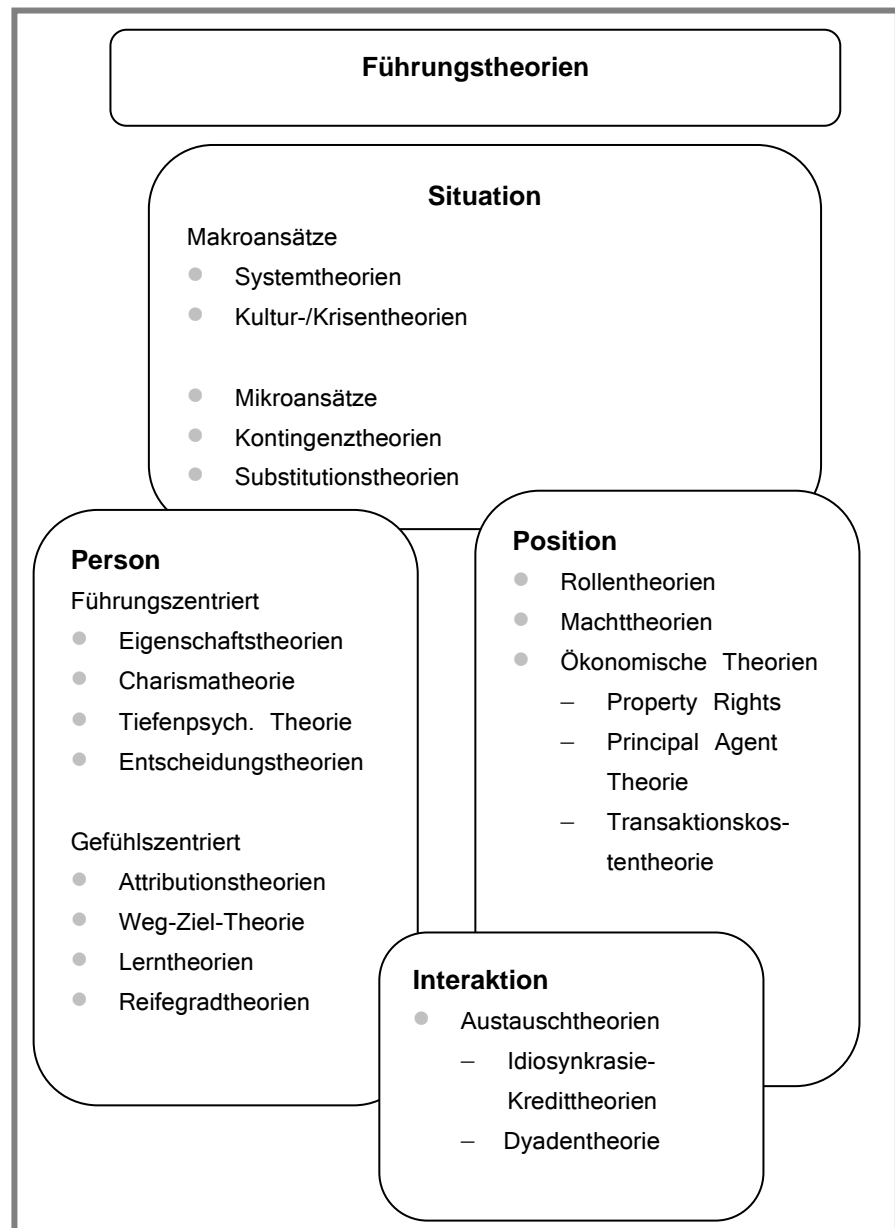 Führungstheorien
Situation
Makroansätze
● Systemtheorien
● Kultur-/Krisentheorien
● Mikroansätze
● Kontingenztheorien
● Substitutionstheorien
Person
Führungszentriert
● Eigenschaftstheorien
● Charismatheorie
● Tiefenpsych. Theorie
● Entscheidungstheorien
Gefühlszentriert
● Attributionstheorien
● Weg-Ziel-Theorie
● Lerntheorien
● Reifegradtheorien
Position
● Rollentheorien
● Machttheorien
● Ökonomische Theorien
– Property Rights
– Principal Agent
Theorie
– Transaktionskos-
tentheorie
Interaktion
● Austauschtheorien
– Idiosynkrasie-
Kredittheorien
– Dyadentheorie